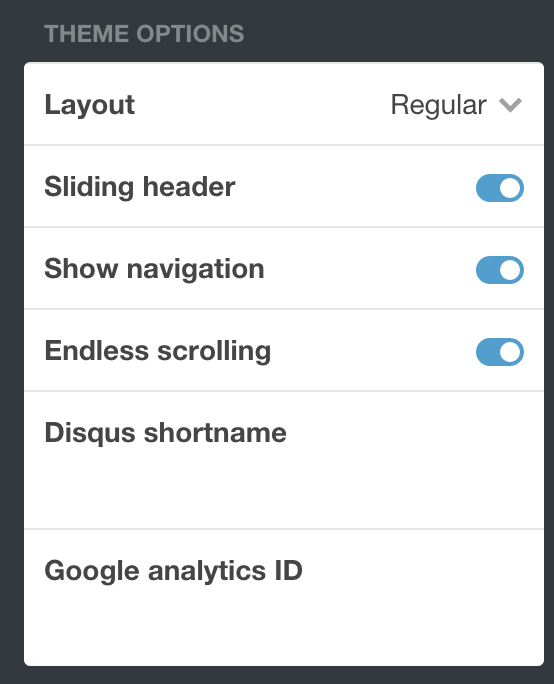 THEME OPTIONS
Layout Regular
Sliding header
Show navigation
Endless scrolling
Disqus shortname
Google analytics ID